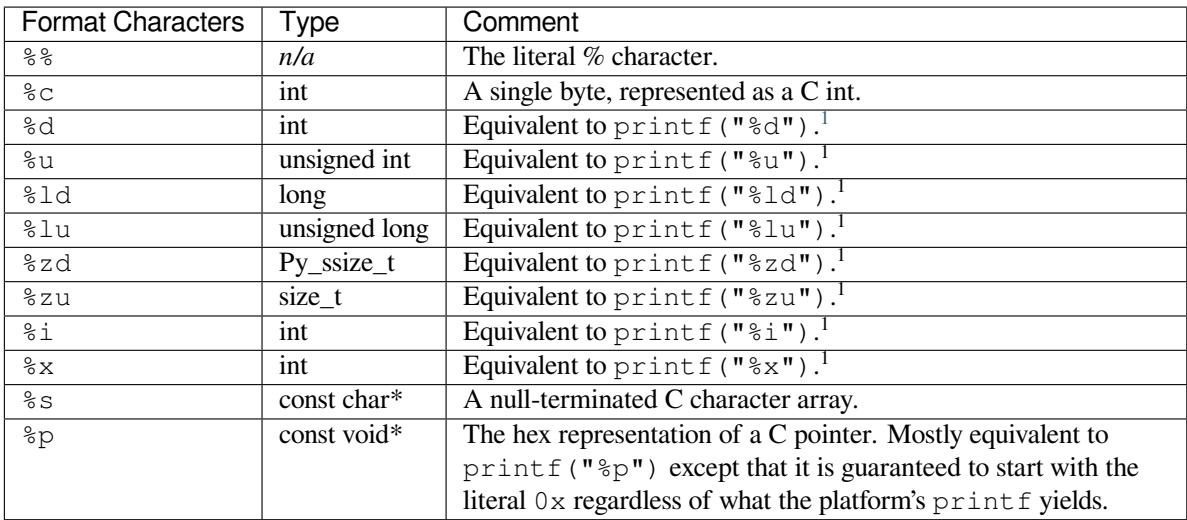 Format Characters Type Comment
%% n/a The literal % character.
%c int A single byte, represented as a C int.
%d int Equivalent to printf("%d").1
%u unsigned int Equivalent to printf("%u").1
%ld long Equivalent to printf("%ld").1
%lu unsigned long Equivalent to printf("%lu").1
%zd Py_ssize_t Equivalent to printf("%zd").1
%zu size_t Equivalent to printf("%zu").1
%i int Equivalent to printf("%i").1
%x int Equivalent to printf("%x").1
%s const char* A null-terminated C character array.
%p const void* The hex representation of a C pointer. Mostly equivalent to
printf("%p") except that it is guaranteed to start with the
literal 0x regardless of what the platform's printf yields.